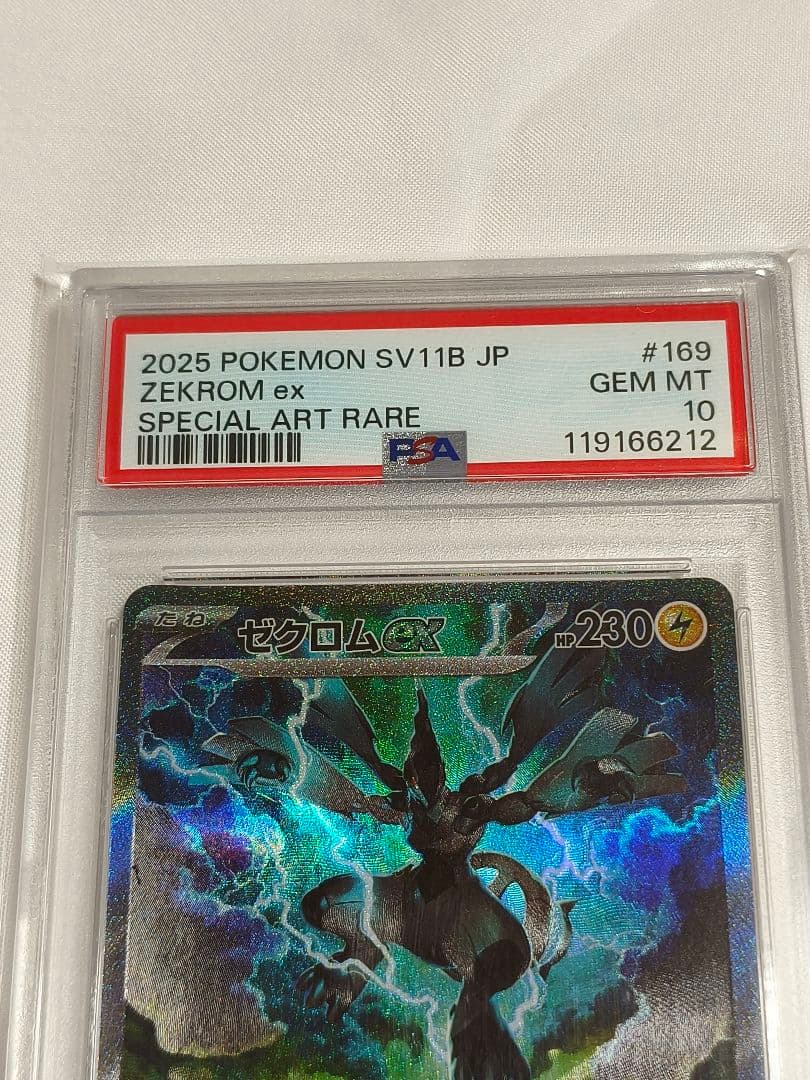 2025 POKEMON SV11B JP #169
ZEKROM ex GEM MT
SPECIAL ART RARE 10
PSA 119166212
たね ゼクロムex HP230